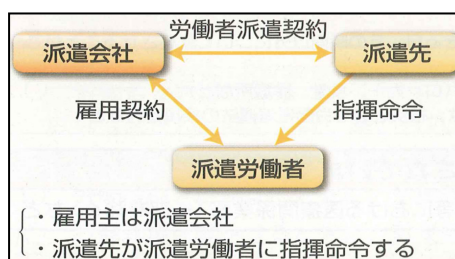 労働者派遣契約
派遣会社
派遣先
雇用契約
指揮命令
派遣労働者
・雇用主は派遣会社
・派遣先が派遣労働者に指揮命令する